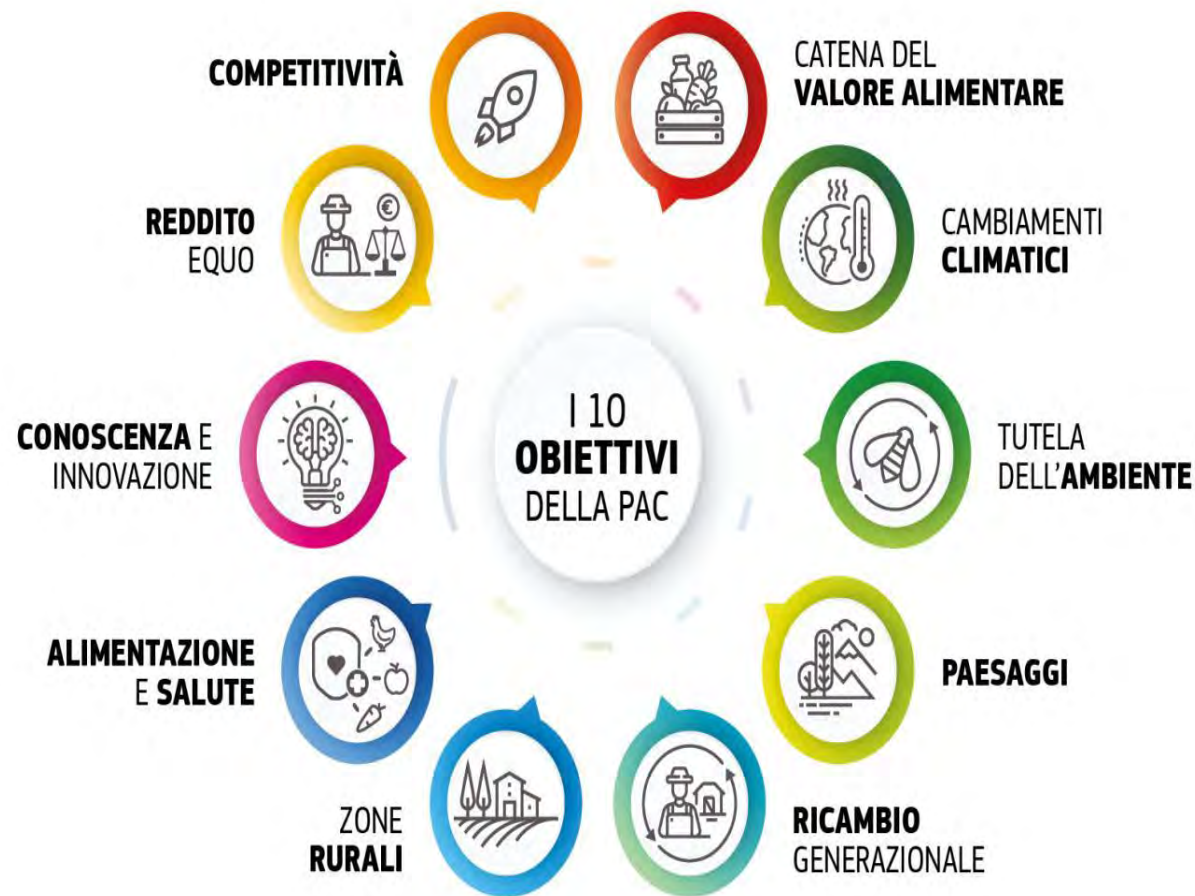 COMPETITIVITÀ
CATENA DEL
VALORE ALIMENTARE
REDDITO
EQUO
CAMBIAMENTI
CLIMATICI
CONOSCENZA E
INNOVAZIONE
I 10
OBIETTIVI
DELLA PAC
TUTELA
DELL'AMBIENTE
ALIMENTAZIONE
E SALUTE
PAESAGGI
ZONE
RURALI
RICAMBIO
GENERAZIONALE
€